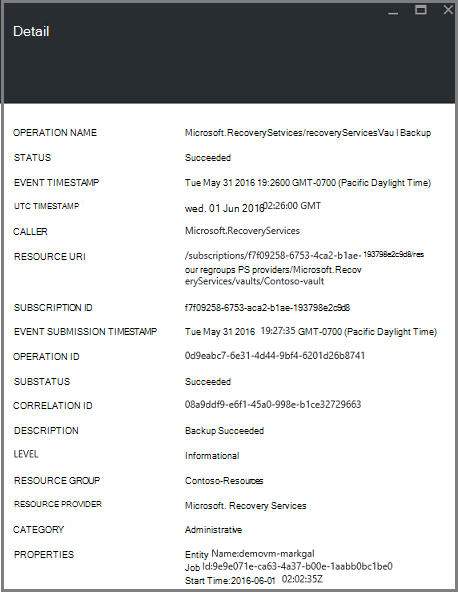 Detail
OPERATION NAME Microsoft.RecoverySetvices/recoveryServicesVau l Backup
STATUS Succeeded
EVENT TIMESTAMP Tue May 31 2016 19:2600 GMT-0700 (Pacific Daylight Time)
UTC TIMESTAMP wed. 01 Jun 2016 02:26:00 GMT
CALLER Microsoft.RecoveryServices
RESOURCE URI /subscriptions/f7f09258-6753-4ca2-b1ae-193798e2c9d8/res
our regroups PS providers/Microsoft.Recov
eryServices/vaults/Contoso-vault
SUBSCRIPTION ID f7f09258-6753-aca2-b1ae-193798e2c9d8
EVENT SUBMISSION TIMESTAMP Tue May 31 2016 19:27:35 GMT-0700 (Pacific Daylight Time)
OPERATION ID 0d9eabc7-6e31-4d44-9bf4-6201d26b8741
SUBSTATUS Succeeded
CORRELATION ID 08a9ddf9-e6f1-45a0-998e-b1ce32729663
DESCRIPTION Backup Succeeded
LEVEL Informational
RESOURCE GROUP Contoso-Resources
RESOURCE PROVIDER Microsoft. Recovery Services
CATEGORY Administrative
PROPERTIES Entity Name:demovm-markgal
Job Id:9e9e071e-ca63-4a37-b00e-1aabb0bc1be0
Start Time:2016-06-01 02:02:35Z